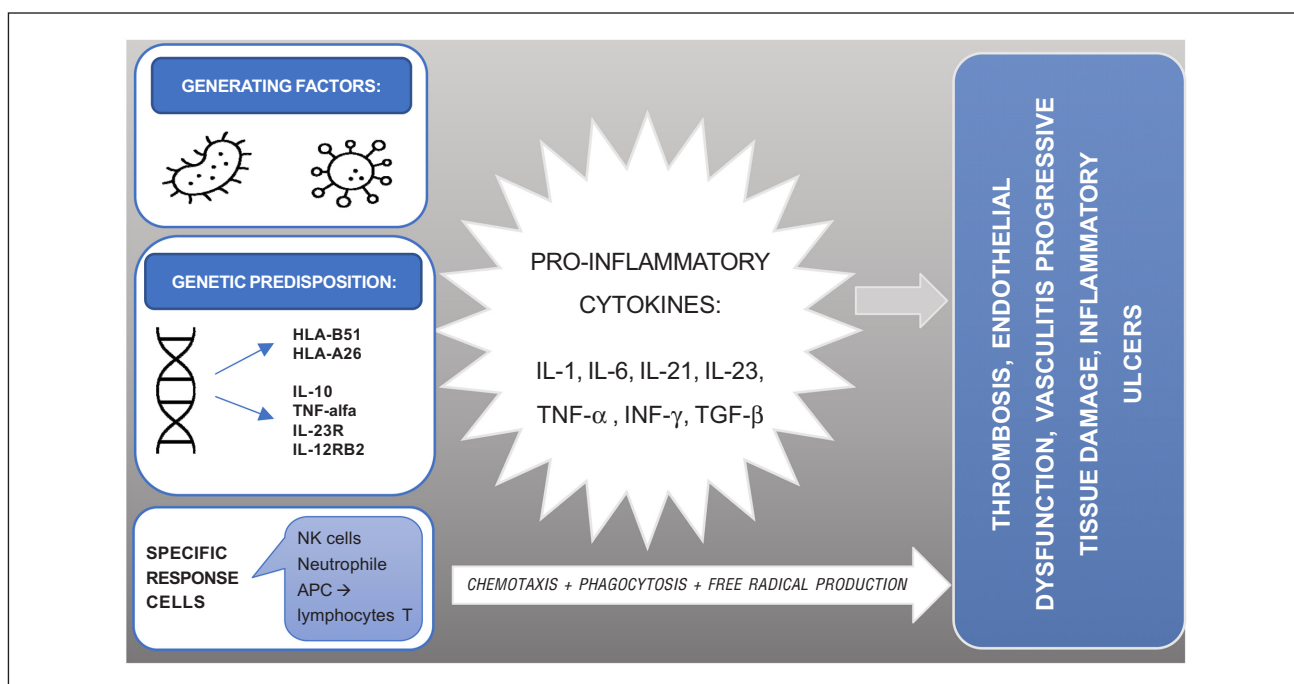 GENERATING FACTORS:
GENETIC PREDISPOSITION:
HLA-B51
HLA-A26
IL-10
TNF-alfa
IL-23R
IL-12RB2
SPECIFIC
RESPONSE
CELLS
NK cells
Neutrophile
APC →
lymphocytes T
PRO-INFLAMMATORY
CYTOKINES:
IL-1, IL-6, IL-21, IL-23,
TNF-α , INF-γ, TGF-β
CHEMOTAXIS + PHAGOCYTOSIS + FREE RADICAL PRODUCTION
THROMBOSIS, ENDOTHELIAL
DYSFUNCTION, VASCULITIS PROGRESSIVE
TISSUE DAMAGE, INFLAMMATORY
ULCERS